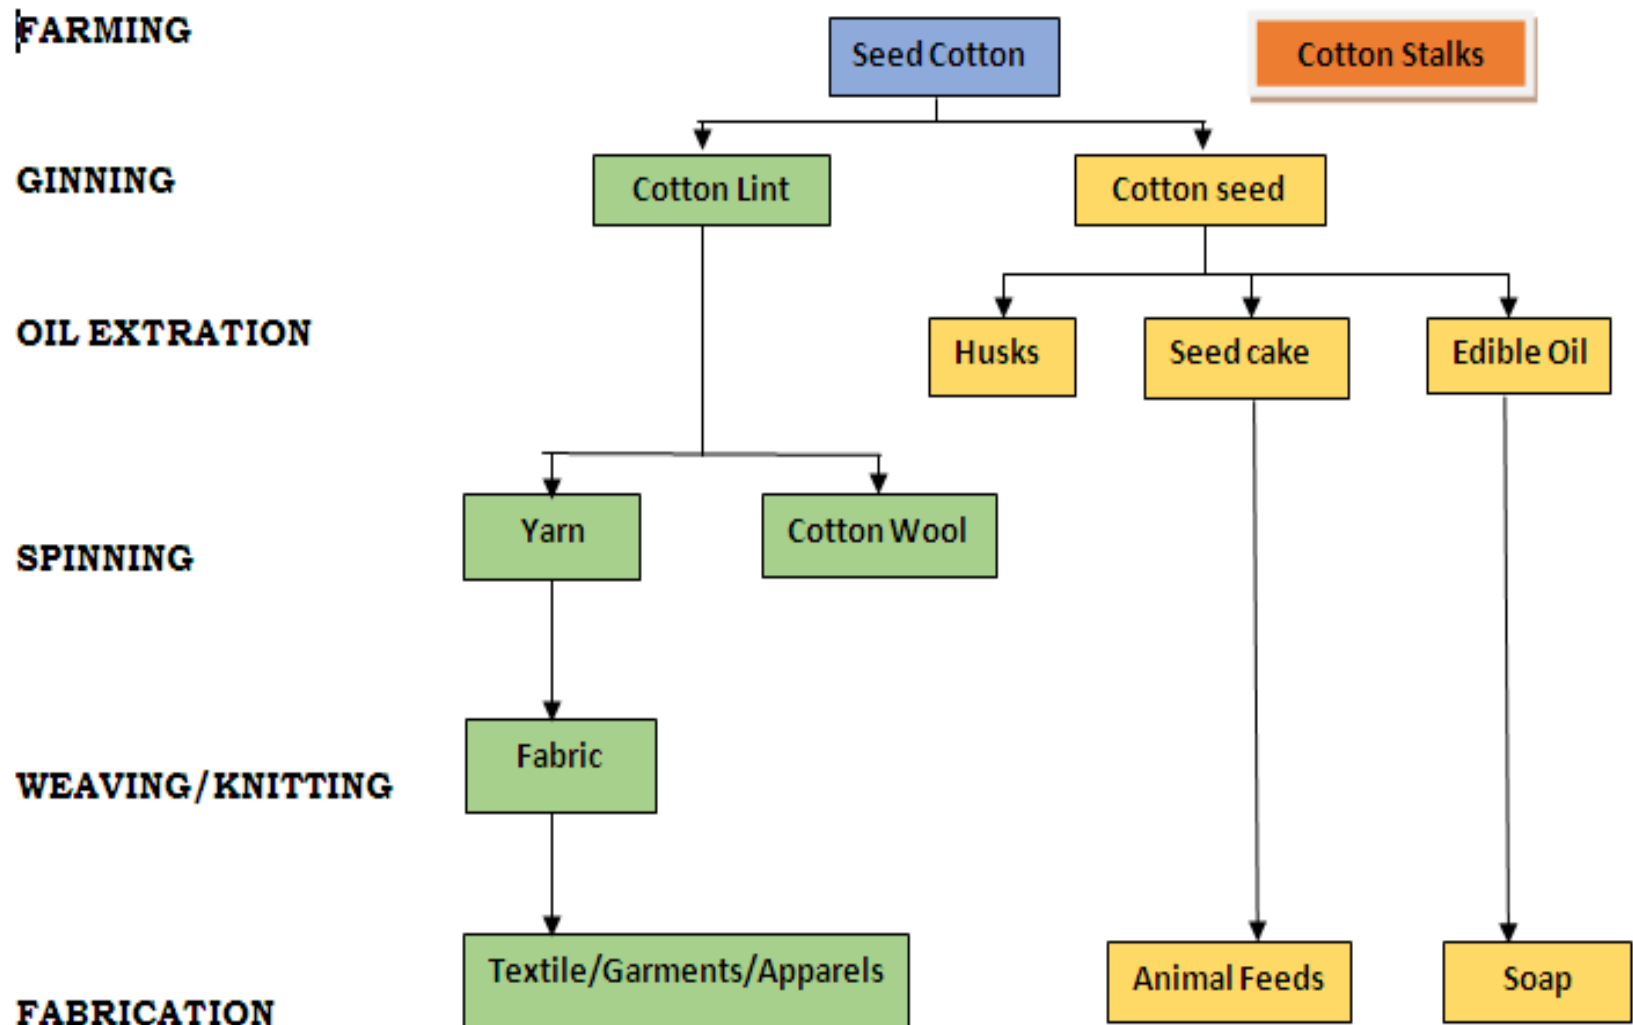 FARMING
Seed Cotton
Cotton Stalks
GINNING
Cotton Lint
Cotton seed
OIL EXTRATION
Husks
Seed cake
Edible Oil
SPINNING
Yarn
Cotton Wool
WEAVING/KNITTING
Fabric
FABRICATION
Textile/Garments/Apparels
Animal Feeds
Soap